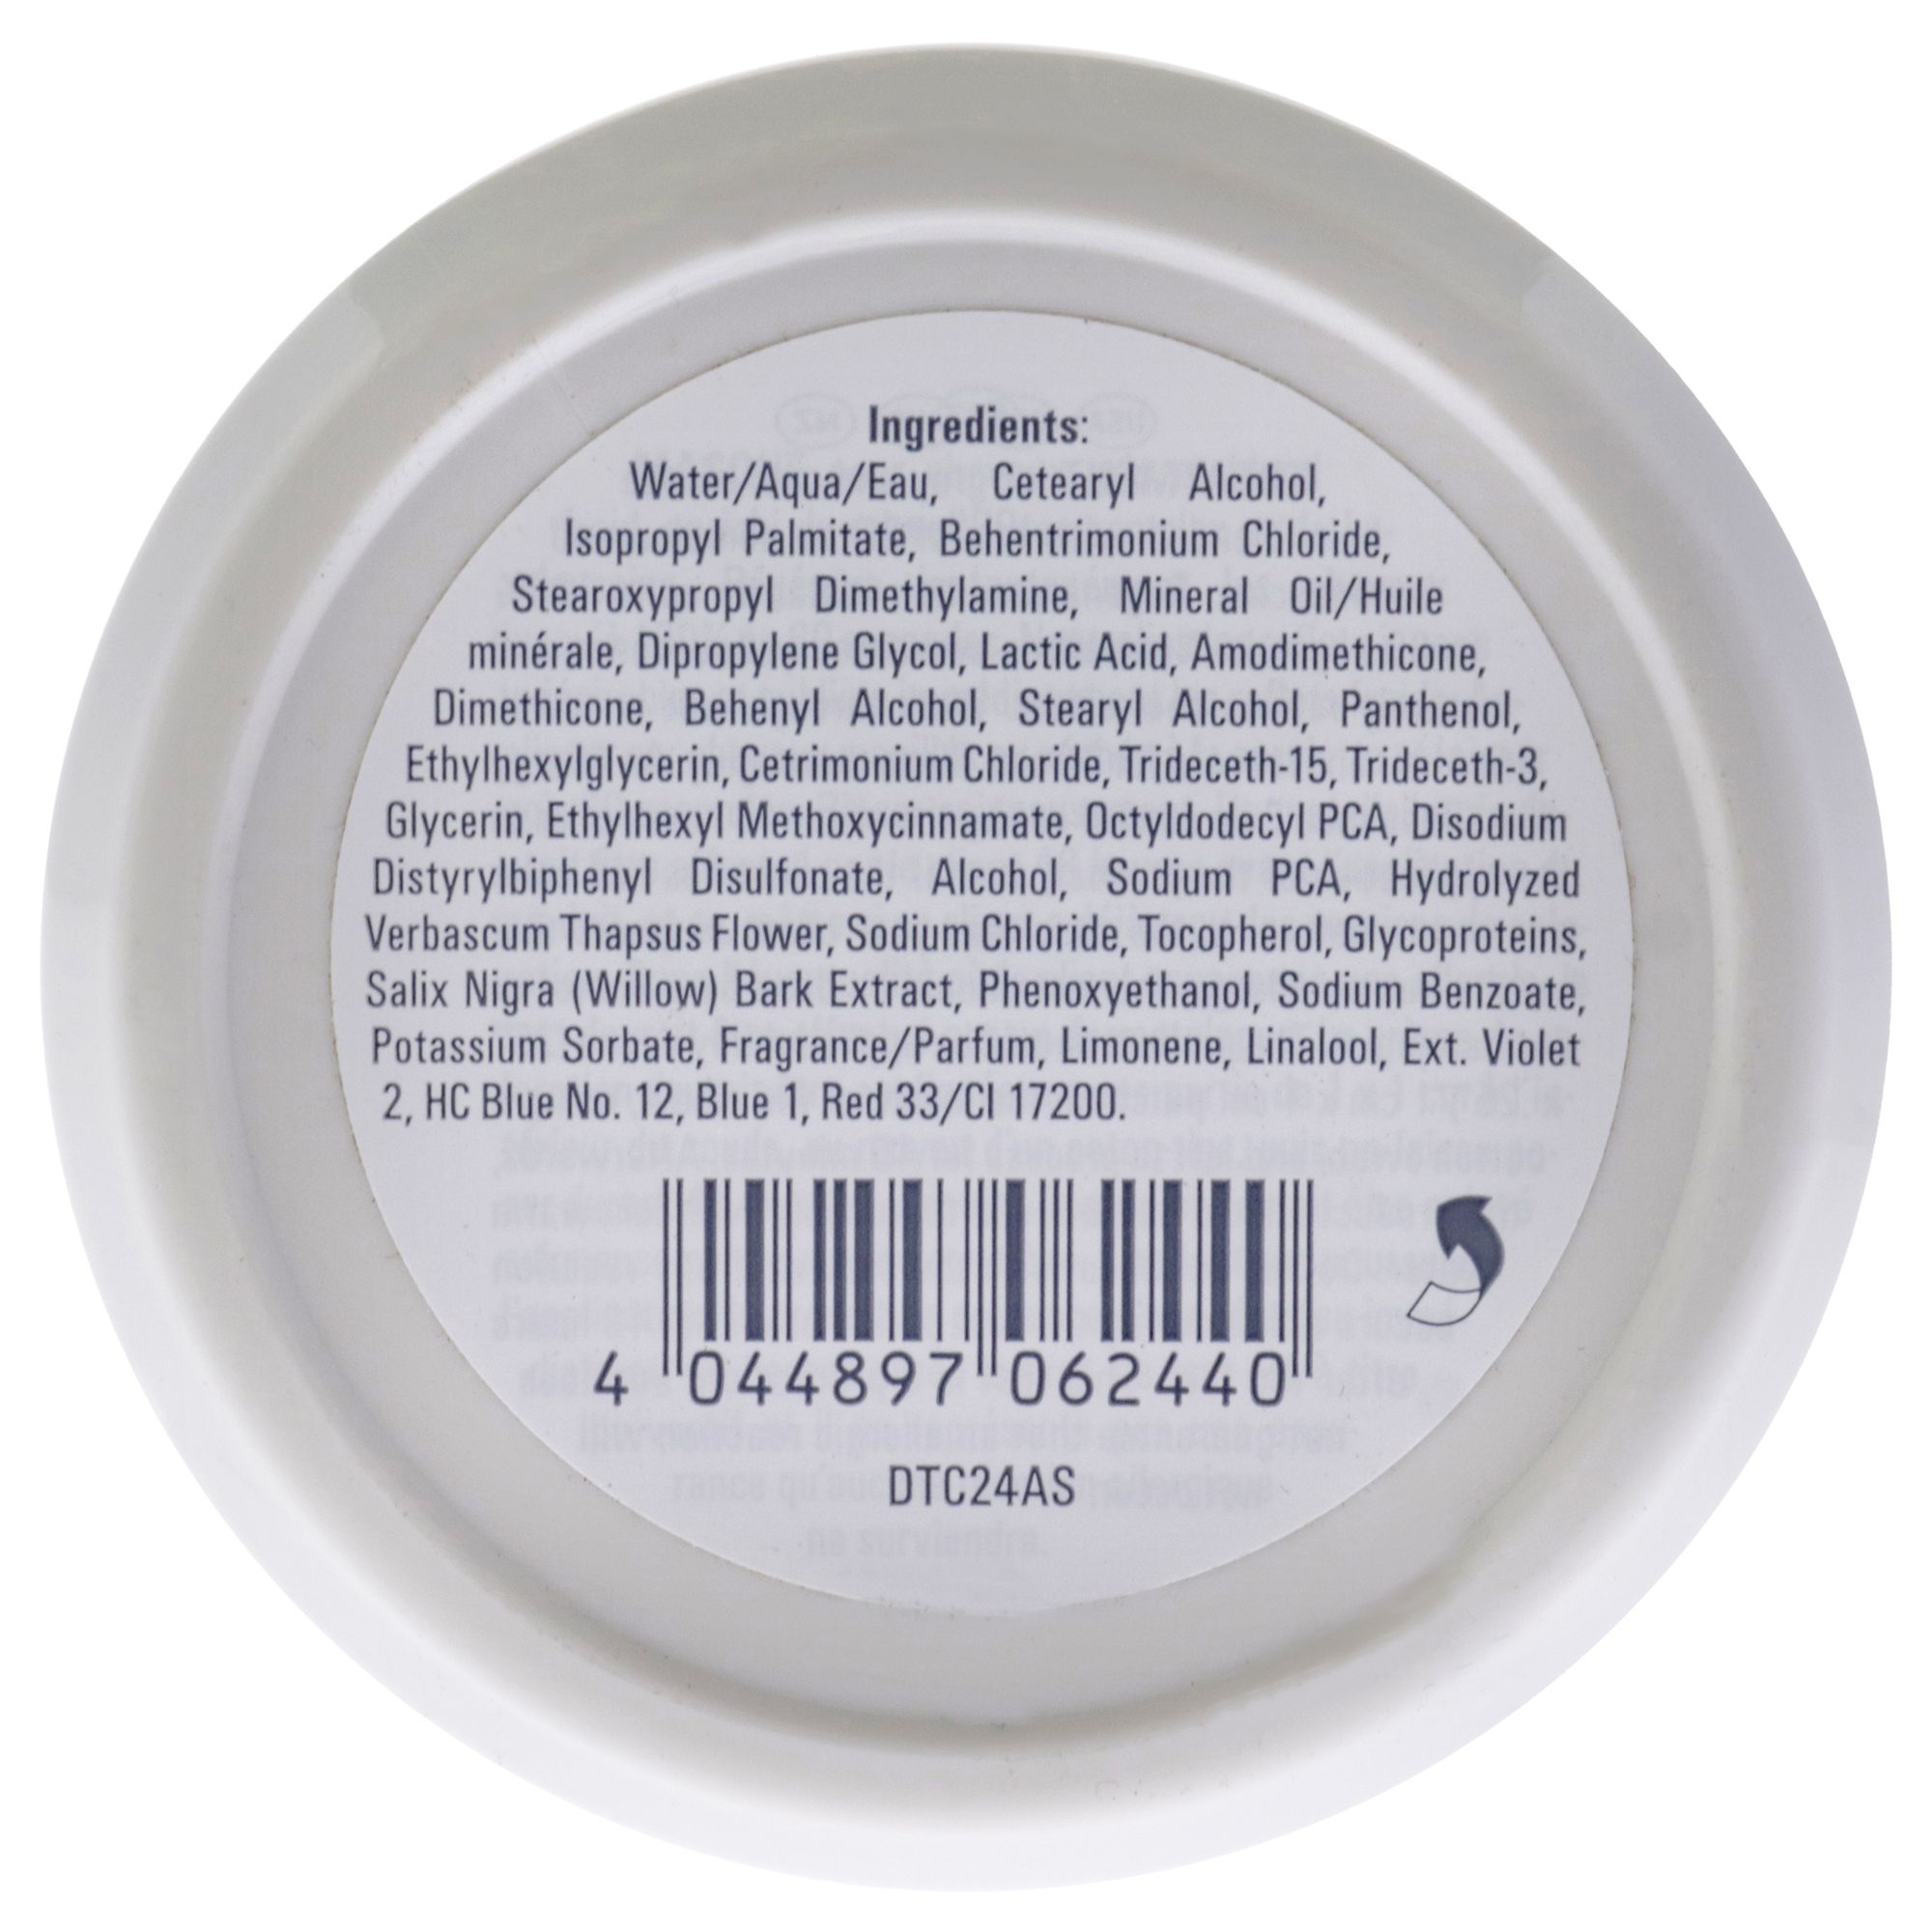 Ingredients:
Water/Aqua/Eau, Cetearyl Alcohol,
Isopropyl Palmitate, Behentrimonium Chloride,
Stearoxypropyl Dimethylamine, Mineral Oil/Huile
minérale, Dipropylene Glycol, Lactic Acid, Amodimethicone,
Dimethicone, Behenyl Alcohol, Stearyl Alcohol, Panthenol,
Ethylhexylglycerin, Cetrimonium Chloride, Trideceth-15, Trideceth-3,
Glycerin, Ethylhexyl Methoxycinnamate, Octyldodecyl PCA, Disodium
Distyrylbiphenyl Disulfonate, Alcohol, Sodium PCA, Hydrolyzed
Verbascum Thapsus Flower, Sodium Chloride, Tocopherol, Glycoproteins,
Salix Nigra (Willow) Bark Extract, Phenoxyethanol, Sodium Benzoate,
Potassium Sorbate, Fragrance/Parfum, Limonene, Linalool, Ext. Violet
2, HC Blue No. 12, Blue 1, Red 33/CI 17200.
4 044897 062440
DTC24AS
ne surviendra.